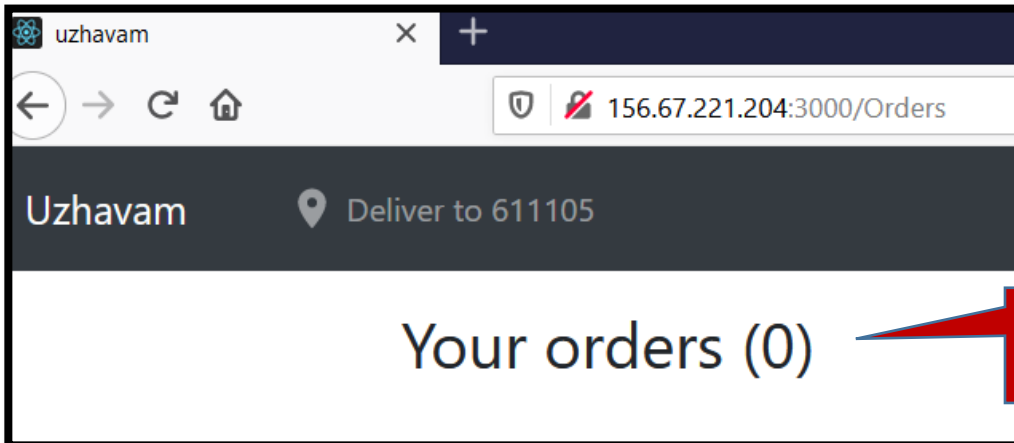 uzhavam
156.67.221.204:3000/Orders
Uzhavam
Deliver to 611105
Your orders (0)